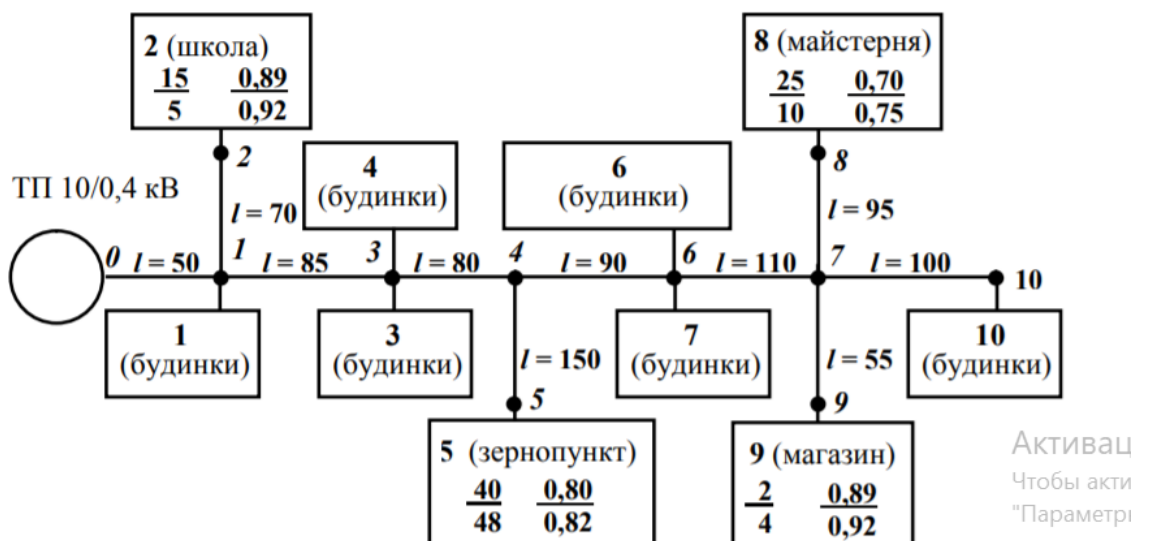 2 (школа)
15 0,89
5 0,92
8 (майстерня)
25 0,70
10 0,75
2
4
(будинки)
6
(будинки)
8
ТП 10/0,4 кВ
l = 70
l = 95
0 l = 50 1 l = 85 3 l = 80 4 l = 90 6 l = 110 7 l = 100
10
1
(будинки)
3
(будинки)
l = 150
7
(будинки)
l = 55
10
(будинки)
5
9
5 (зернопункт)
40 0,80
48 0,82
9 (магазин)
2 0,89
4 0,92
Активац
Чтобы акти
"Параметрі